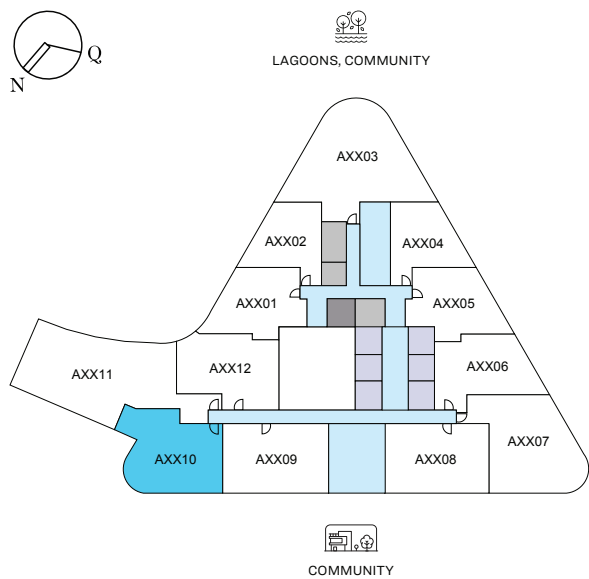 Q
N
LAGOONS, COMMUNITY
AXX03
AXX02
AXX04
AXX01
AXX05
AXX11
AXX12
AXX06
AXX07
AXX10
AXX09
AXX08
COMMUNITY